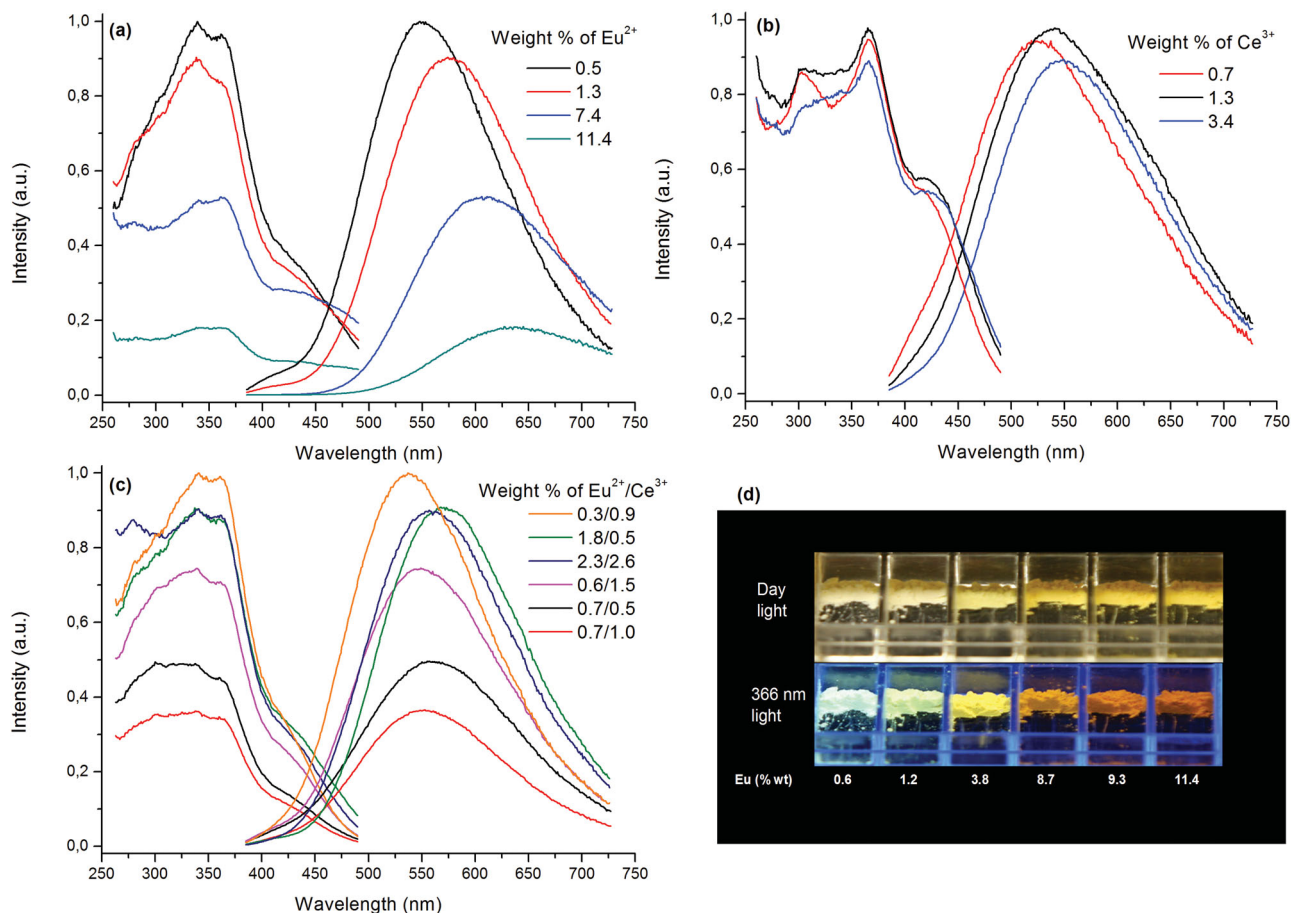 (a)
Weight % of Eu²⁺
0.5
1.3
7.4
11.4
1,0
0,8
0,6
0,4
0,2
0,0
Intensity (a.u.)
250 300 350 400 450 500 550 600 650 700 750
Wavelength (nm)
(b)
Weight % of Ce³⁺
0.7
1.3
3.4
1,0
0,8
0,6
0,4
0,2
0,0
Intensity (a.u.)
250 300 350 400 450 500 550 600 650 700 750
Wavelength (nm)
(c)
Weight % of Eu²⁺/Ce³⁺
0.3/0.9
1.8/0.5
2.3/2.6
0.6/1.5
0.7/0.5
0.7/1.0
1,0
0,8
0,6
0,4
0,2
0,0
Intensity (a.u.)
250 300 350 400 450 500 550 600 650 700 750
Wavelength (nm)
(d)
Day
light
366 nm
light
Eu (% wt) 0.6 1.2 3.8 8.7 9.3 11.4